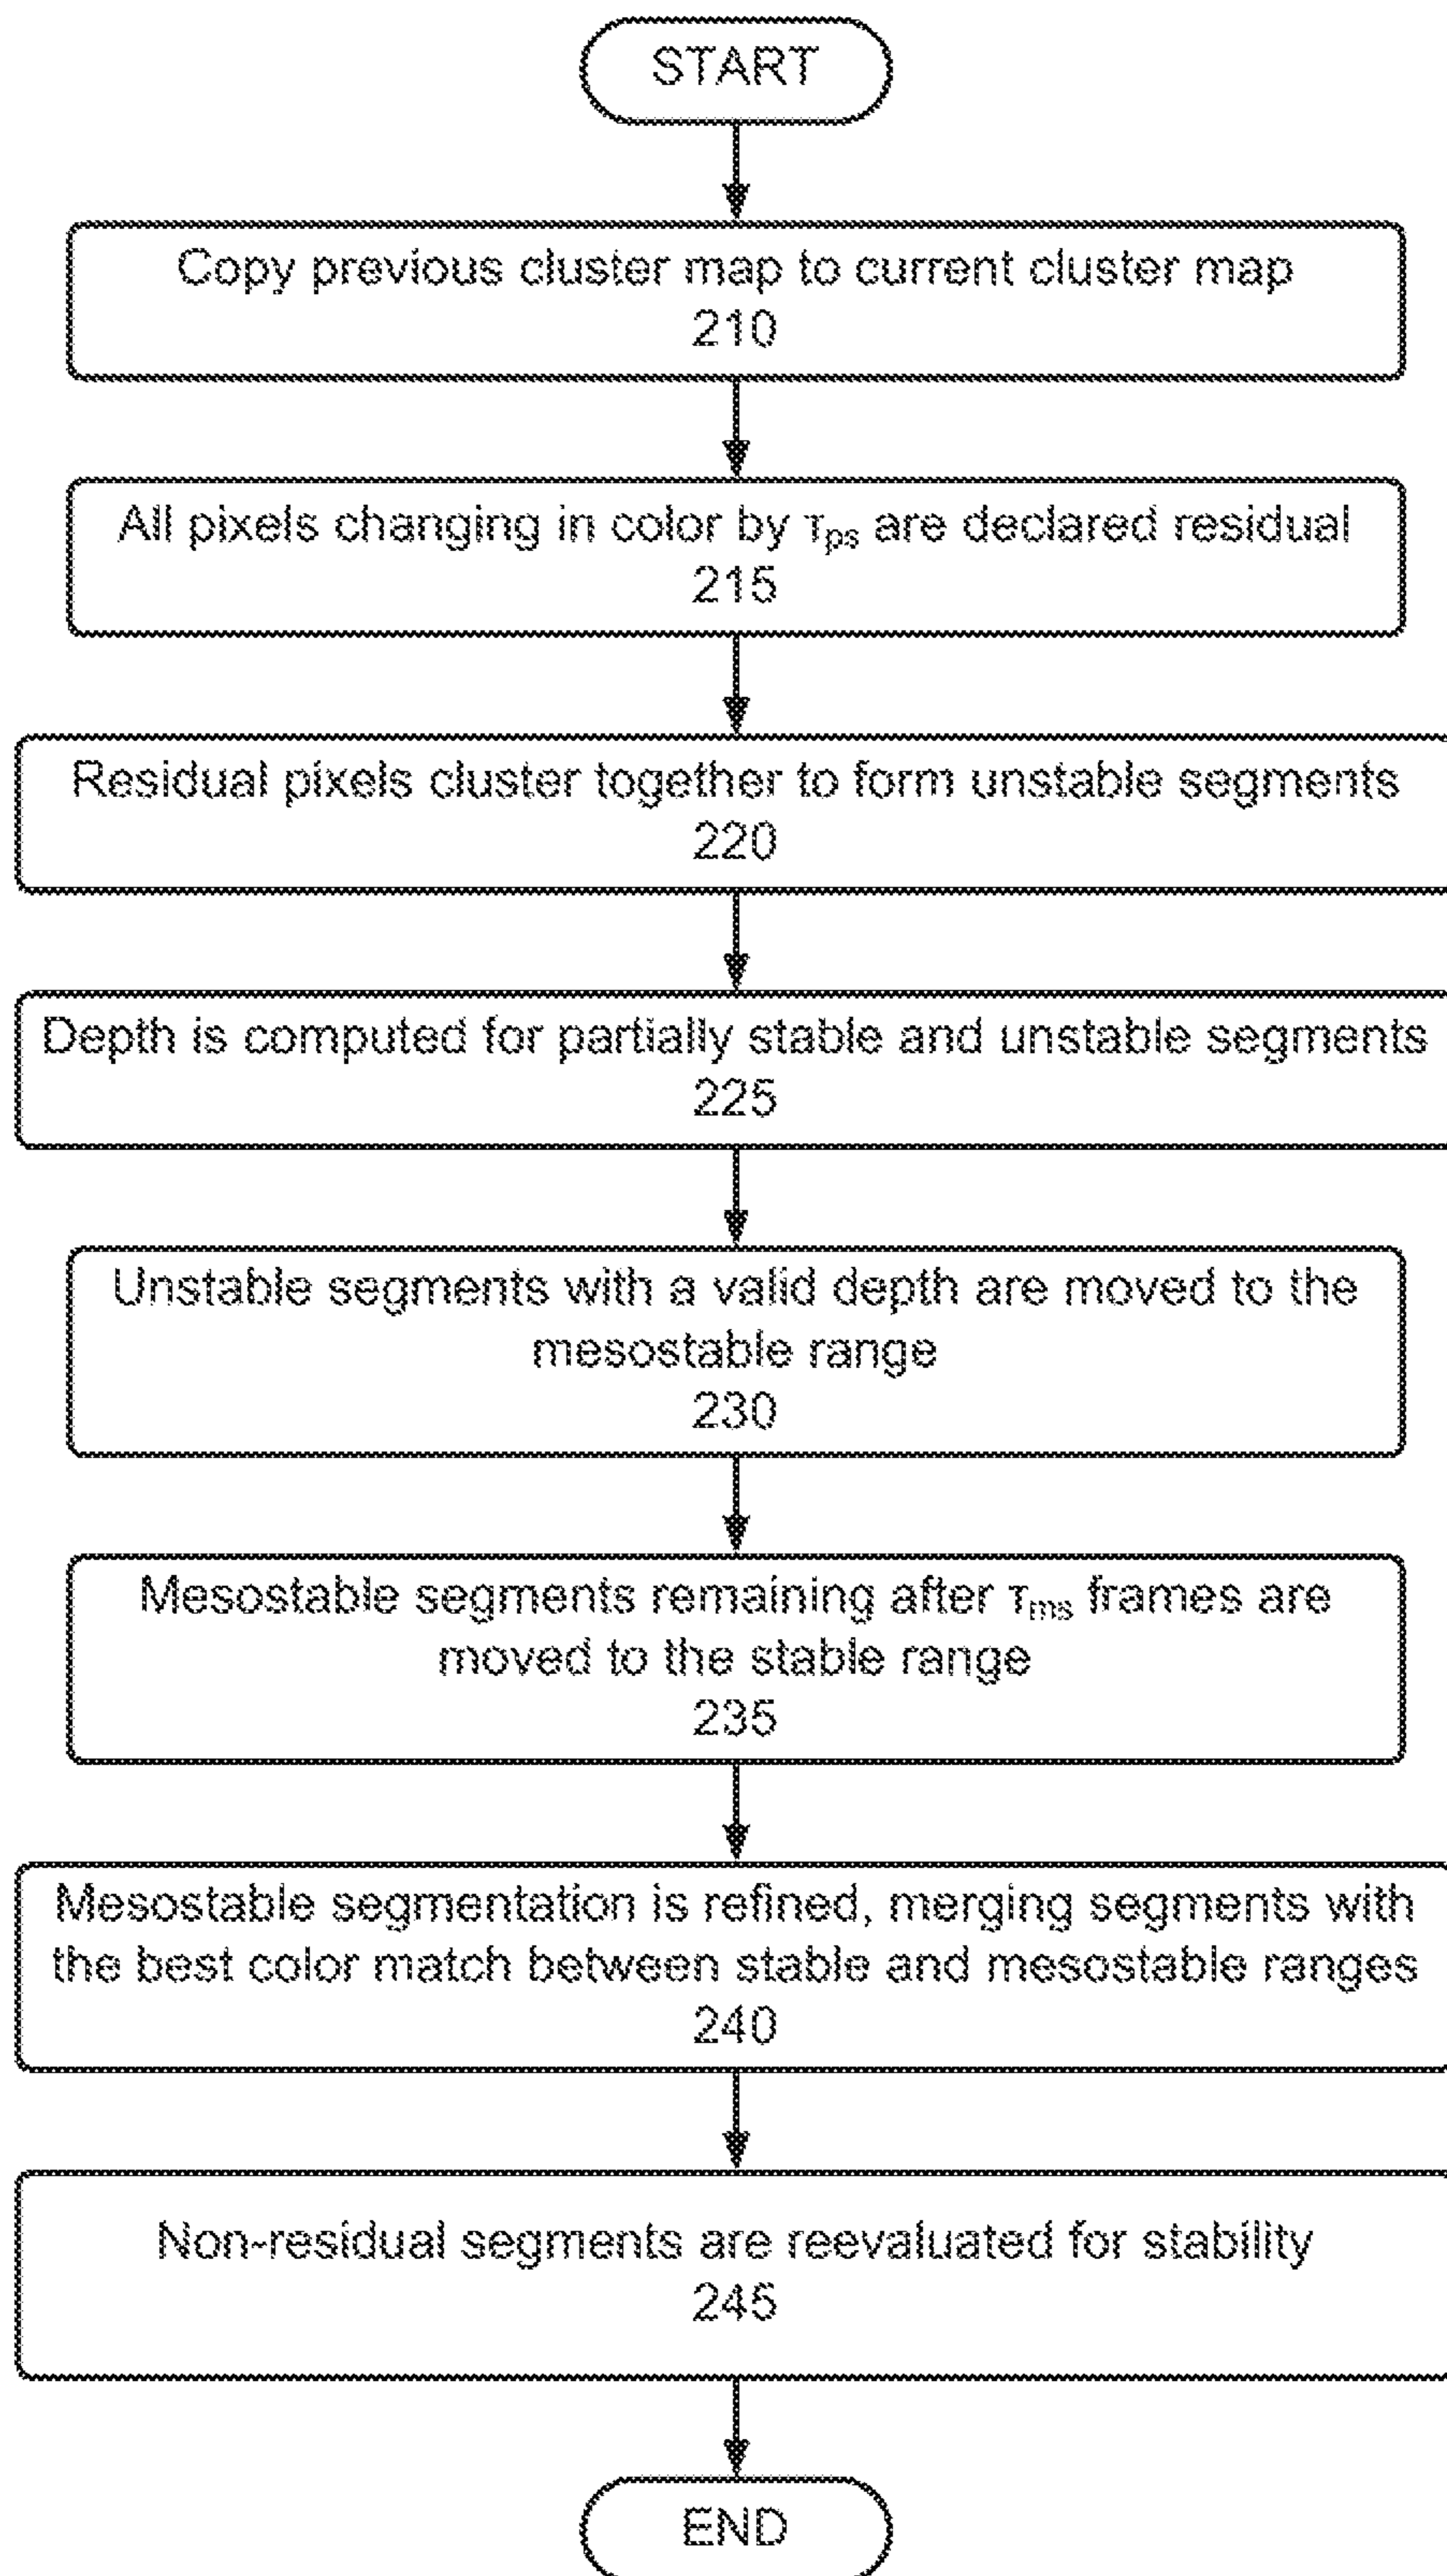 START
Copy previous cluster map to current cluster map
210
All pixels changing in color by τps are declared residual
215
Residual pixels cluster together to form unstable segments
220
Depth is computed for partially stable and unstable segments
225
Unstable segments with a valid depth are moved to the
mesostable range
230
Mesostable segments remaining after τms frames are
moved to the stable range
235
Mesostable segmentation is refined, merging segments with
the best color match between stable and mesostable ranges
240
Non-residual segments are reevaluated for stability
245
END